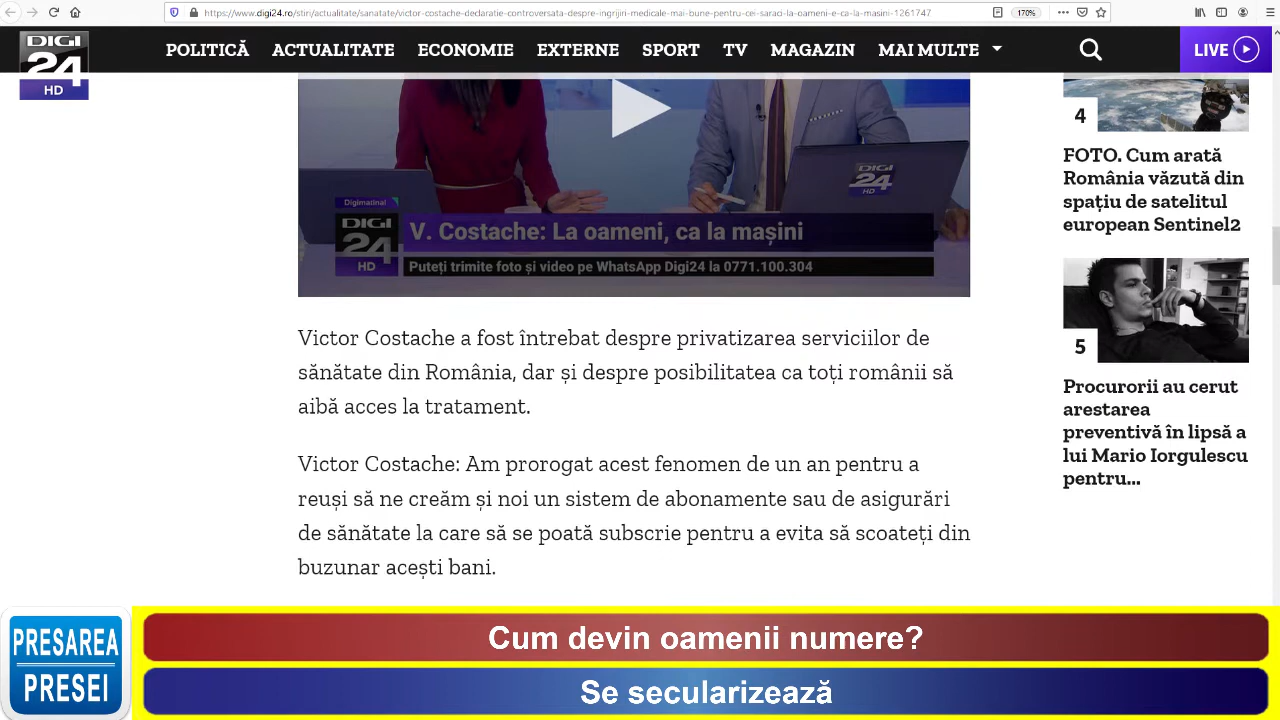 https://www.digi24.ro/stiri/actualitate/sanatate/victor-costache-declaratie-controversata-despre-ingrijiri-medicale-mai-bune-pentru-cei-saraci-la-oameni-e-ca-la-masini-1261747
170%
DIGI
24
HD
POLITICĂ ACTUALITATE ECONOMIE EXTERNE SPORT TV MAGAZIN MAI MULTE
LIVE
DIGI
24
HD
Digimatinal
DIGI
24
HD
V. Costache: La oameni, ca la mașini
Puteți trimite foto și video pe WhatsApp Digi24 la 0771.100.304
Victor Costache a fost întrebat despre privatizarea serviciilor de
sănătate din România, dar și despre posibilitatea ca toți românii să
aibă acces la tratament.
Victor Costache: Am prorogat acest fenomen de un an pentru a
reuși să ne creăm și noi un sistem de abonamente sau de asigurări
de sănătate la care să se poată subscrie pentru a evita să scoateți din
buzunar acești bani.
4
FOTO. Cum arată
România văzută din
spațiu de satelitul
european Sentinel2
5
Procurorii au cerut
arestarea
preventivă în lipsă a
lui Mario Iorgulescu
pentru...
PRESAREA
PRESEI
Cum devin oamenii numere?
Se secularizează